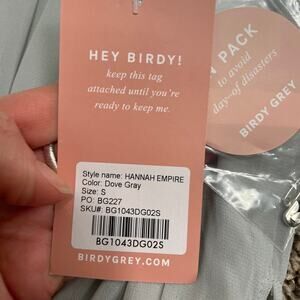 HEY BIRDY!
keep this tag
attached until you're
ready to keep me.
Style name: HANNAH EMPIRE
Color: Dove Gray
Size: S
PO: BG227
SKU#: BG1043DG02S
BG1043DG02S
BIRDYGREY.COM
PACK
to avoid
day-of disasters
BIRDY GREY